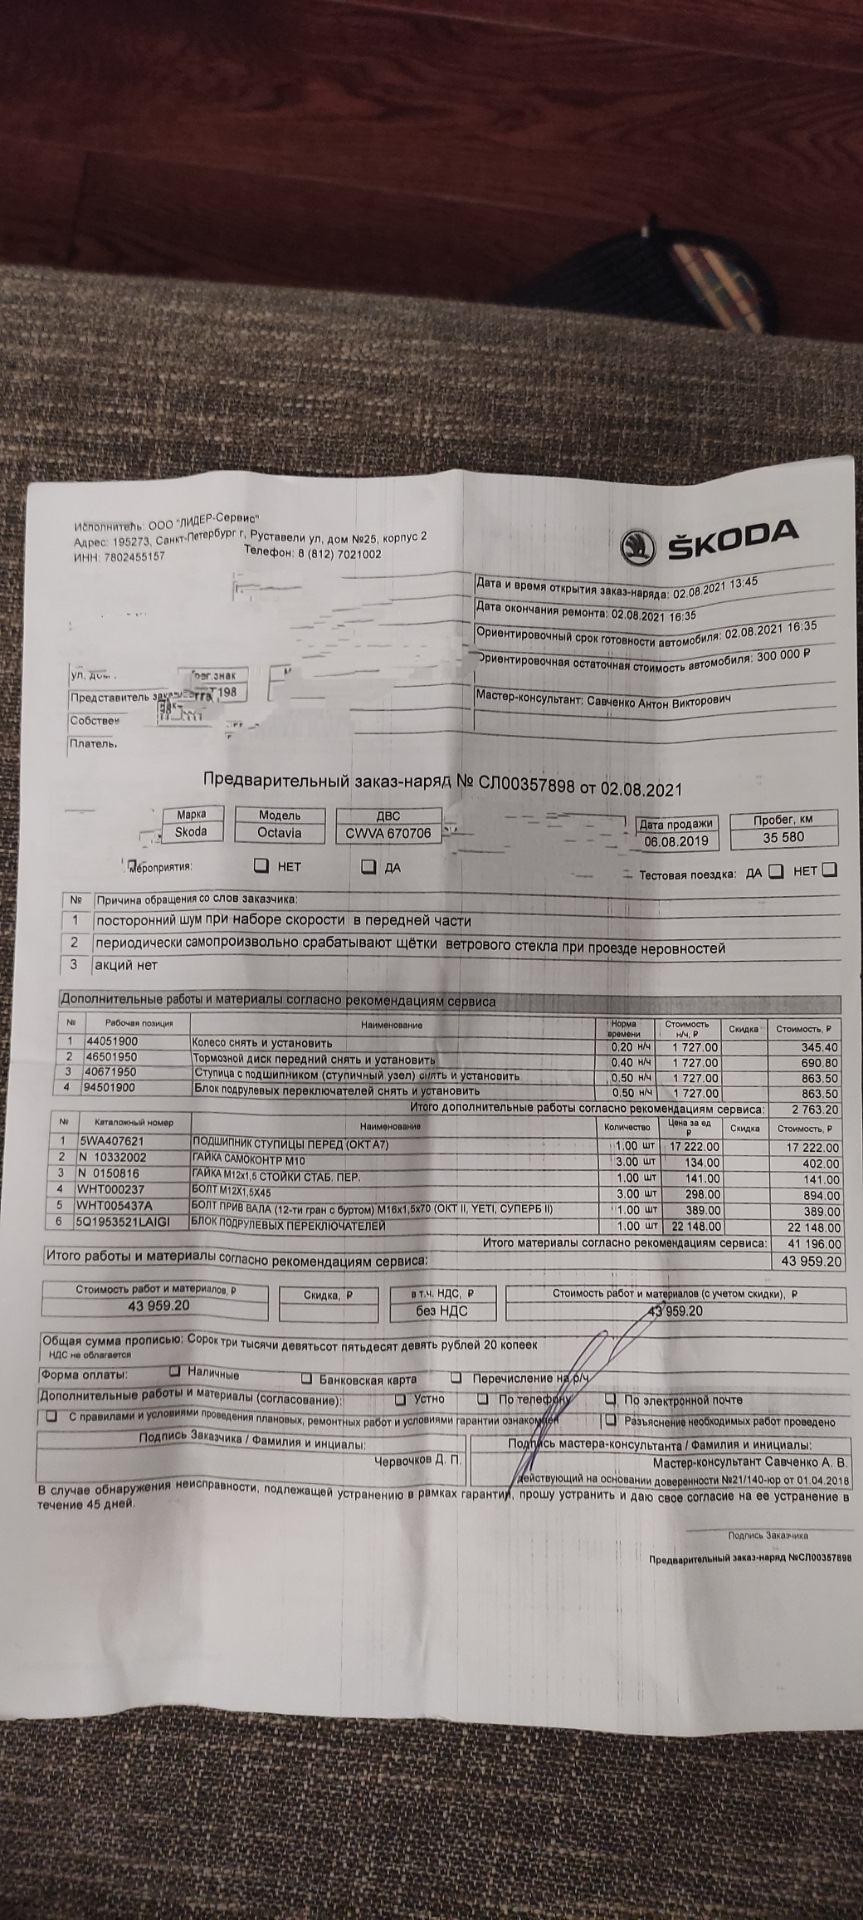 Исполнитель: ООО "ЛИДЕР-Сервис"
Адрес: 195273, Санкт-Петербург г, Руставели ул, дом №25, корпус 2
ИНН: 7802455157 Телефон: 8 (812) 7021002
ŠKODA
Дата и время открытия заказ-наряда: 02.08.2021 13:45
Дата окончания ремонта: 02.08.2021 16:35
Ориентировочный срок готовности автомобиля: 02.08.2021 16:35
Ориентировочная остаточная стоимость автомобиля: 300 000 ₽
Мастер-консультант: Савченко Антон Викторович
ул, дом
рег.знак
Представитель 198
Собствен
Платель
Предварительный заказ-наряд № СЛ00357898 от 02.08.2021
Марка Модель ДВС Дата продажи Пробег, км
Skoda Octavia CWVA 670706 06.08.2019 35 580
Мероприятия: НЕТ ДА Тестовая поездка: ДА НЕТ
№ Причина обращения со слов заказчика:
1 посторонний шум при наборе скорости в передней части
2 периодически самопроизвольно срабатывают щётки ветрового стекла при проезде неровностей
3 акций нет
Дополнительные работы и материалы согласно рекомендациям сервиса
№ Рабочая позиция Наименование Норма времени Стоимость н/ч, ₽ Скидка Стоимость, ₽
1 44051900 Колесо снять и установить 0.20 н/ч 1 727.00 345.40
2 46501950 Тормозной диск передний снять и установить 0.40 н/ч 1 727.00 690.80
3 40671950 Ступица с подшипником (ступичный узел) снять и установить 0.50 н/ч 1 727.00 863.50
4 94501900 Блок подрулевых переключателей снять и установить 0.50 н/ч 1 727.00 863.50
Итого дополнительные работы согласно рекомендациям сервиса: 2 763.20
№ Каталожный номер Наименование Количество Цена за ед ₽ Скидка Стоимость, ₽
1 5WA407621 ПОДШИПНИК СТУПИЦЫ ПЕРЕД (ОКТ А7) 1.00 шт 17 222.00 17 222.00
2 N 10332002 ГАЙКА САМОКОНТР М10 3.00 шт 134.00 402.00
3 N 0150816 ГАЙКА М12х1,5 СТОЙКИ СТАБ. ПЕР. 1.00 шт 141.00 141.00
4 WHT000237 БОЛТ М12Х1,5Х45 3.00 шт 298.00 894.00
5 WHT005437A БОЛТ ПРИВ ВАЛА (12-ти гран с буртом) М16х1,5х70 (ОКТ II, YETI, СУПЕРБ II) 1.00 шт 389.00 389.00
6 5Q1953521LAIGI БЛОК ПОДРУЛЕВЫХ ПЕРЕКЛЮЧАТЕЛЕЙ 1.00 шт 22 148.00 22 148.00
Итого материалы согласно рекомендациям сервиса: 41 196.00
Итого работы и материалы согласно рекомендациям сервиса: 43 959.20
Стоимость работ и материалов, ₽ Скидка, ₽ в т.ч. НДС, ₽ Стоимость работ и материалов (с учетом скидки), ₽
43 959.20 без НДС 43 959.20
Общая сумма прописью: Сорок три тысячи девятьсот пятьдесят девять рублей 20 копеек
НДС не облагается
Форма оплаты: Наличные Банковская карта Перечисление на р/ч
Дополнительные работы и материалы (согласование): Устно По телефону По электронной почте
С правилами и условиями проведения плановых, ремонтных работ и условиями гарантии ознакомлен Разъяснение необходимых работ проведено
Подпись Заказчика / Фамилия и инциалы: Подпись мастера-консультанта / Фамилия и инициалы:
Червочков Д. П. Мастер-консультант Савченко А. В.
действующий на основании доверенности №21/140-юр от 01.04.2018
В случае обнаружения неисправности, подлежащей устранению в рамках гарантии, прошу устранить и даю свое согласие на ее устранение в
течение 45 дней.
Подпись Заказчика
Предварительный заказ-наряд №СЛ00357898